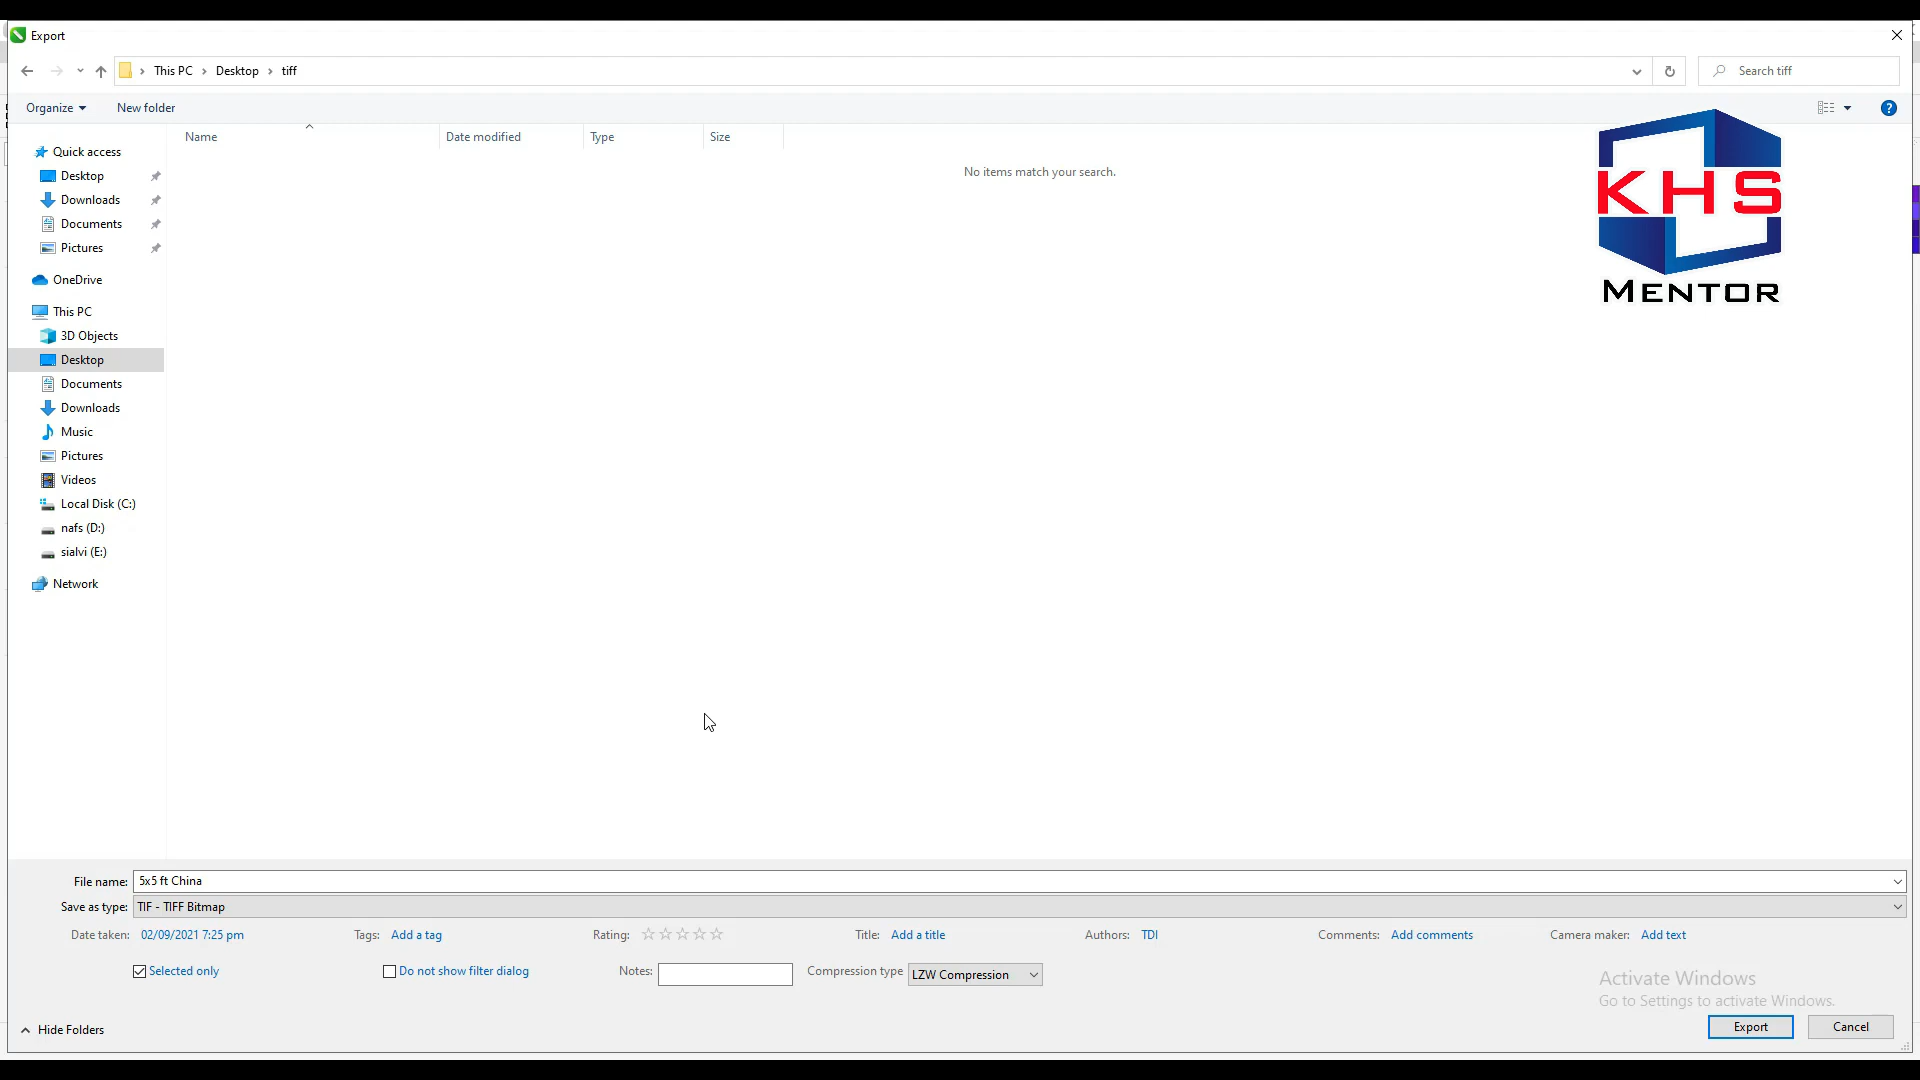 Export
This PC
Desktop
tiff
Search tiff
Organize
New folder
?
Name
Date modified
Type
Size
No items match your search.
KHS
MENTOR
Quick access
Desktop
Downloads
Documents
Pictures
OneDrive
This PC
3D Objects
Desktop
Documents
Downloads
Music
Pictures
Videos
Local Disk (C:)
nafs (D:)
sialvi (E:)
Network
File name: 5x5 ft China
Save as type: TIF - TIFF Bitmap
Date taken: 02/09/2021 7:25 pm Tags: Add a tag Rating: Title: Add a title Authors: TDI Comments: Add comments Camera maker: Add text
Selected only Do not show filter dialog Notes: Compression type LZW Compression
Activate Windows
Go to Settings to activate Windows.
Hide Folders
Export
Cancel